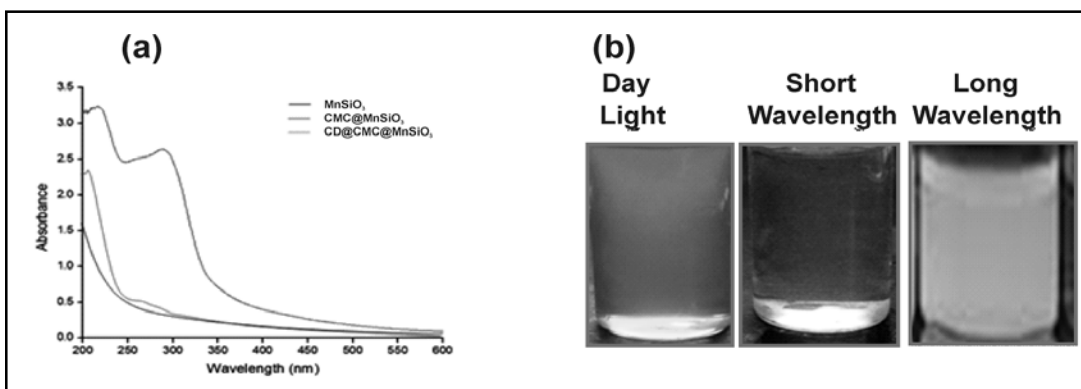 (a)
3.5
3.0
2.5
2.0
1.5
1.0
0.5
0.0
Absorbance
200 250 300 350 400 450 500 550 600
Wavelength (nm)
MnSiO₃
CMC@MnSiO₃
CD@CMC@MnSiO₃
(b)
Day
Light
Short
Wavelength
Long
Wavelength